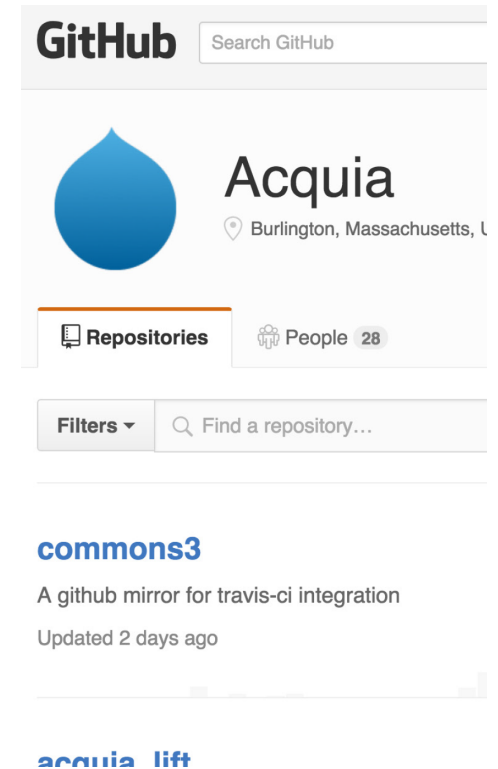 GitHub Search GitHub
Acquia
Burlington, Massachusetts,
Repositories People 28
Filters Find a repository...
commons3
A github mirror for travis-ci integration
Updated 2 days ago
acquia_lift